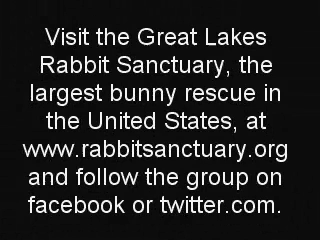 Visit the Great Lakes
Rabbit Sanctuary, the
largest bunny rescue in
the United States, at
www.rabbitsanctuary.org
and follow the group on
facebook or twitter.com.